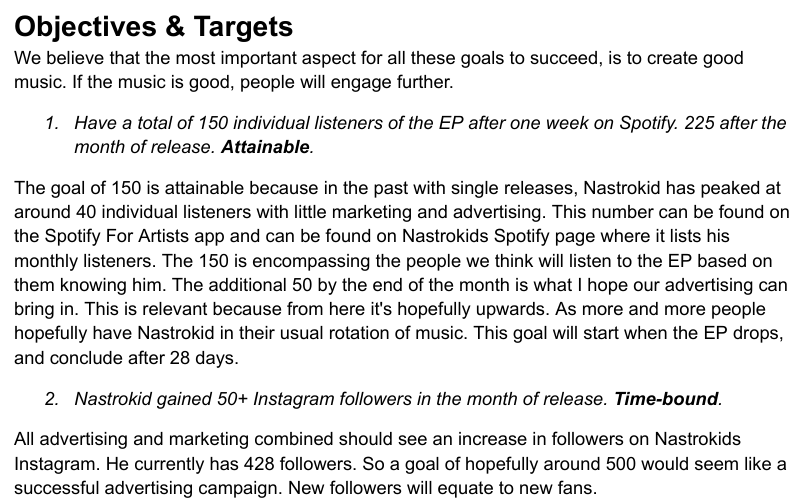 Objectives & Targets
We believe that the most important aspect for all these goals to succeed, is to create good
music. If the music is good, people will engage further.
1. Have a total of 150 individual listeners of the EP after one week on Spotify. 225 after the
month of release. Attainable.
The goal of 150 is attainable because in the past with single releases, Nastrokid has peaked at
around 40 individual listeners with little marketing and advertising. This number can be found on
the Spotify For Artists app and can be found on Nastrokids Spotify page where it lists his
monthly listeners. The 150 is encompassing the people we think will listen to the EP based on
them knowing him. The additional 50 by the end of the month is what I hope our advertising can
bring in. This is relevant because from here it's hopefully upwards. As more and more people
hopefully have Nastrokid in their usual rotation of music. This goal will start when the EP drops,
and conclude after 28 days.
2. Nastrokid gained 50+ Instagram followers in the month of release. Time-bound.
All advertising and marketing combined should see an increase in followers on Nastrokids
Instagram. He currently has 428 followers. So a goal of hopefully around 500 would seem like a
successful advertising campaign. New followers will equate to new fans.